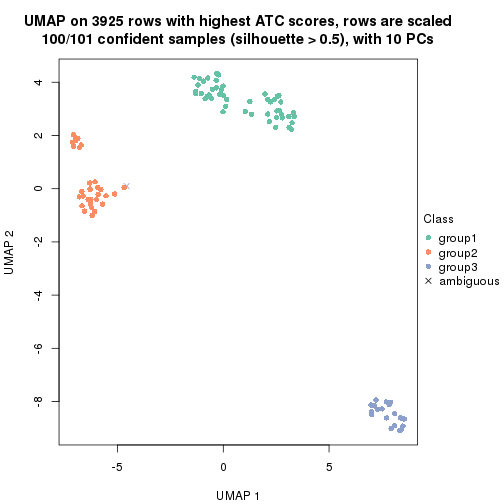 UMAP on 3925 rows with highest ATC scores, rows are scaled
100/101 confident samples (silhouette > 0.5), with 10 PCs
4
2
0
-2
-4
-6
-8
UMAP 2
-5
0
5
UMAP 1
Class
group1
group2
group3
ambiguous